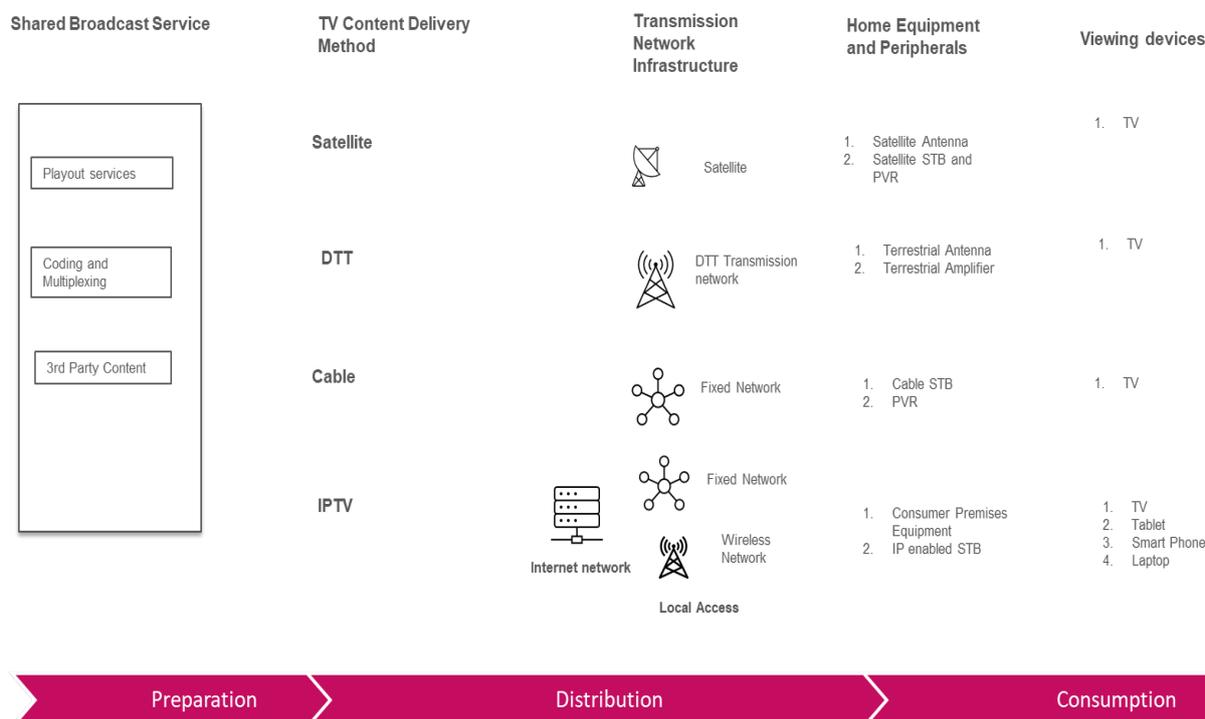 Shared Broadcast Service
TV Content Delivery
Method
Transmission
Network
Infrastructure
Home Equipment
and Peripherals
Viewing devices
Playout services
Coding and
Multiplexing
3rd Party Content
Satellite
Satellite
1. Satellite Antenna
2. Satellite STB and
PVR
1. TV
DTT
DTT Transmission
network
1. Terrestrial Antenna
2. Terrestrial Amplifier
1. TV
Cable
Fixed Network
1. Cable STB
2. PVR
1. TV
IPTV
Internet network
Fixed Network
Wireless
Network
Local Access
1. Consumer Premises
Equipment
2. IP enabled STB
1. TV
2. Tablet
3. Smart Phone
4. Laptop
Preparation
Distribution
Consumption